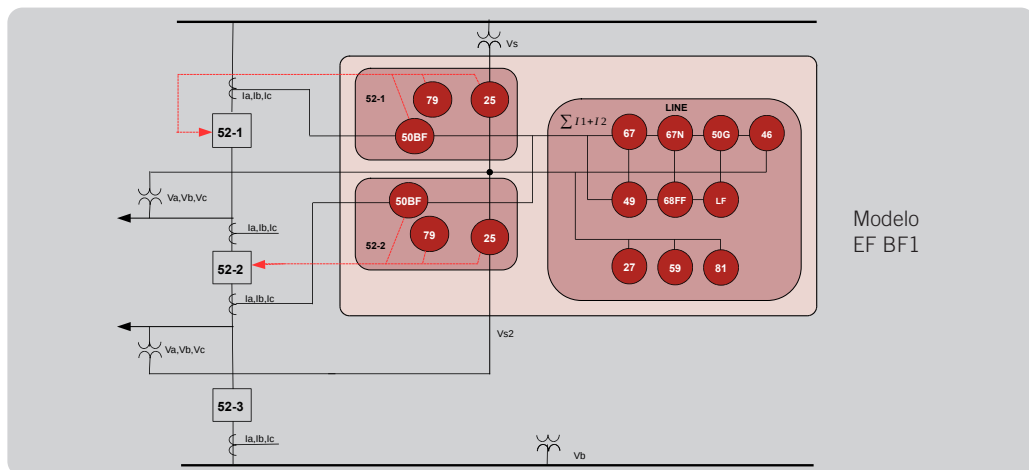 Vs
Ia,Ib,Ic
52-1
79
25
50BF
52-1
LINE
∑ I1+I2
67
67N
50G
46
49
68FF
LF
27
59
81
Va,Vb,Vc
Ia,Ib,Ic
52-2
Ia,Ib,Ic
50BF
79
25
52-2
Modelo
EF BF1
Vs2
Va,Vb,Vc
52-3
Ia,Ib,Ic
Vb